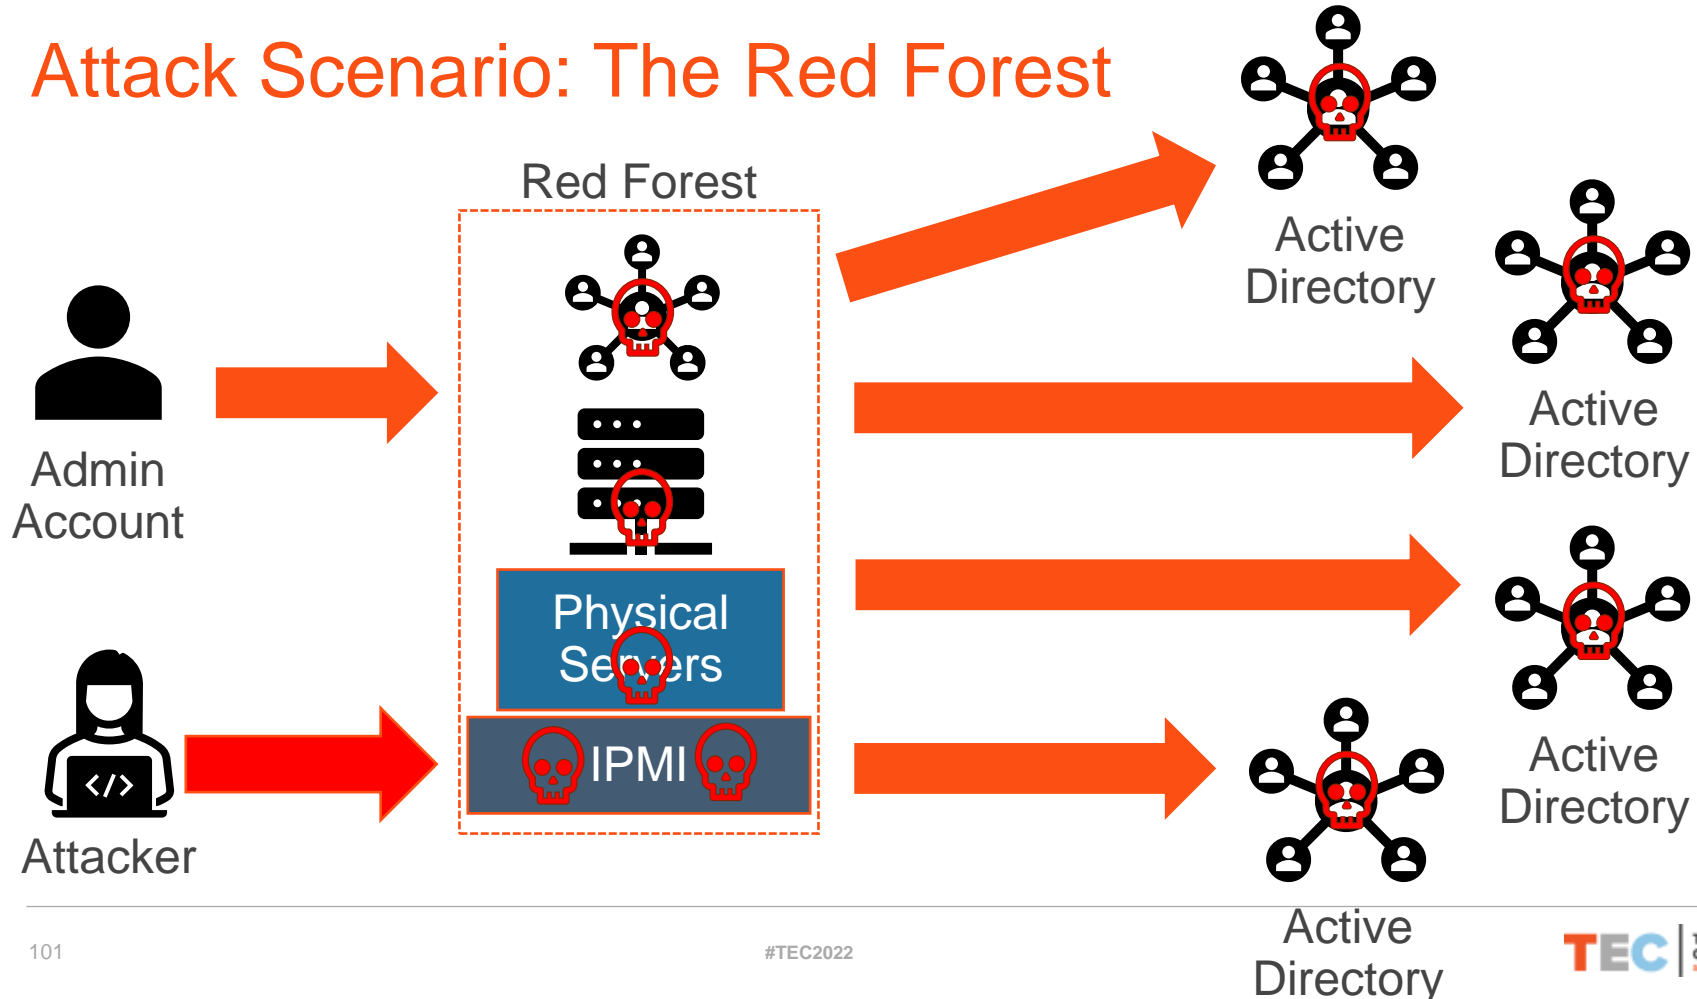 Attack Scenario: The Red Forest
Red Forest
Active
Directory
Active
Directory
Admin
Account
Physical
Servers
IPMI
</>
Active
Directory
Attacker
Active
Directory
101
#TEC2022
TEC